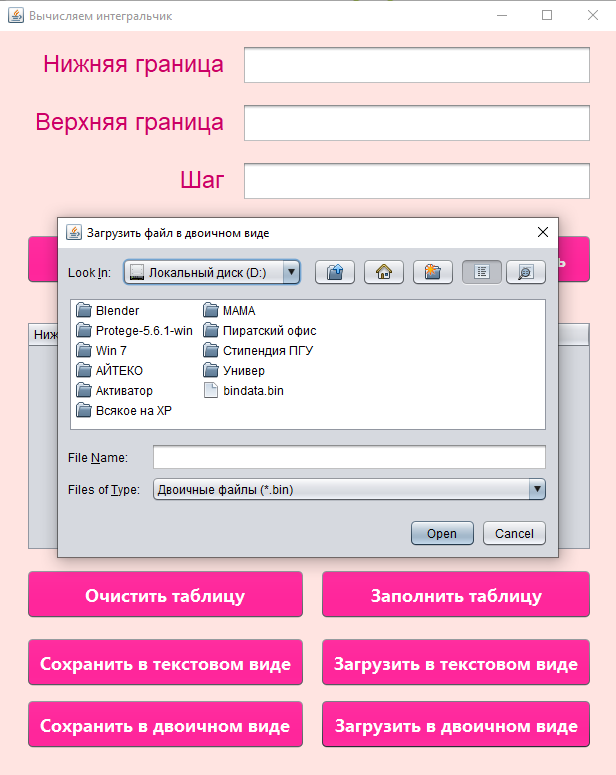 Вычисляем интегральчик
Нижняя граница
Верхняя граница
Шаг
Загрузить файл в двоичном виде
Look In: Локальный диск (D:)
Blender
Protege-5.6.1-win
Win 7
АЙТЕКО
Активатор
Всякое на ХР
МАМА
Пиратский офис
Стипендия ПГУ
Универ
bindata.bin
File Name:
Files of Type: Двоичные файлы (*.bin)
Open Cancel
Очистить таблицу Заполнить таблицу
Сохранить в текстовом виде Загрузить в текстовом виде
Сохранить в двоичном виде Загрузить в двоичном виде